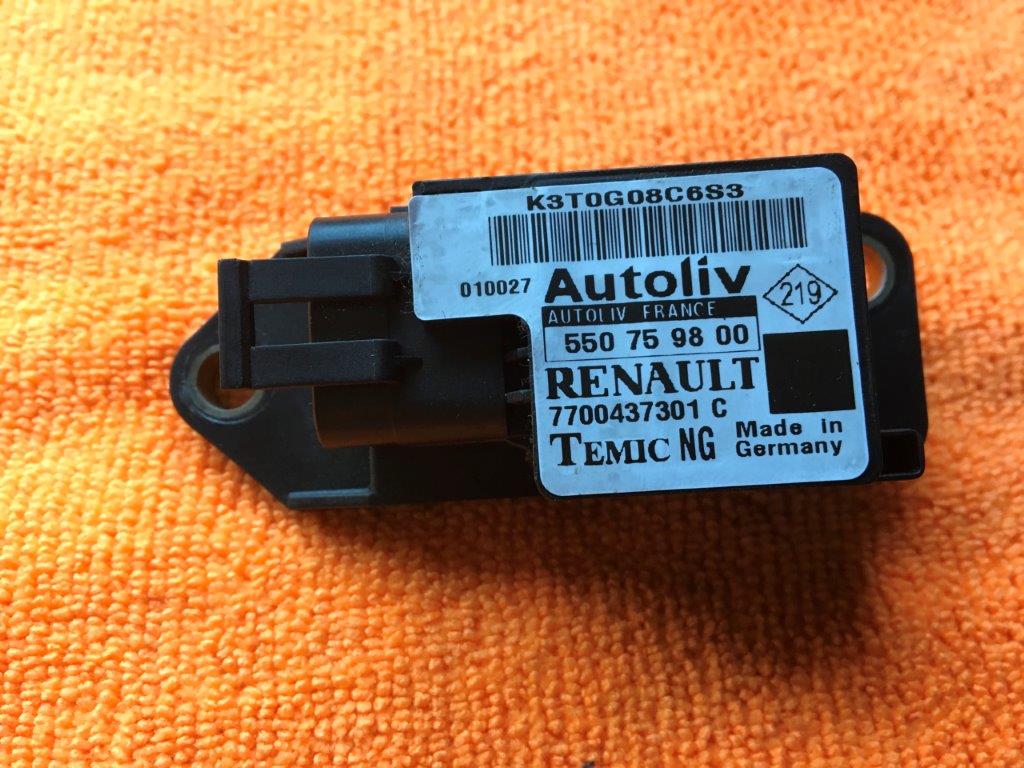 K3T0G08C6S3
010027 Autoliv 219
AUTOLIV FRANCE
550 75 98 00
RENAULT
7700437301 C
TEMIC NG Made in
Germany